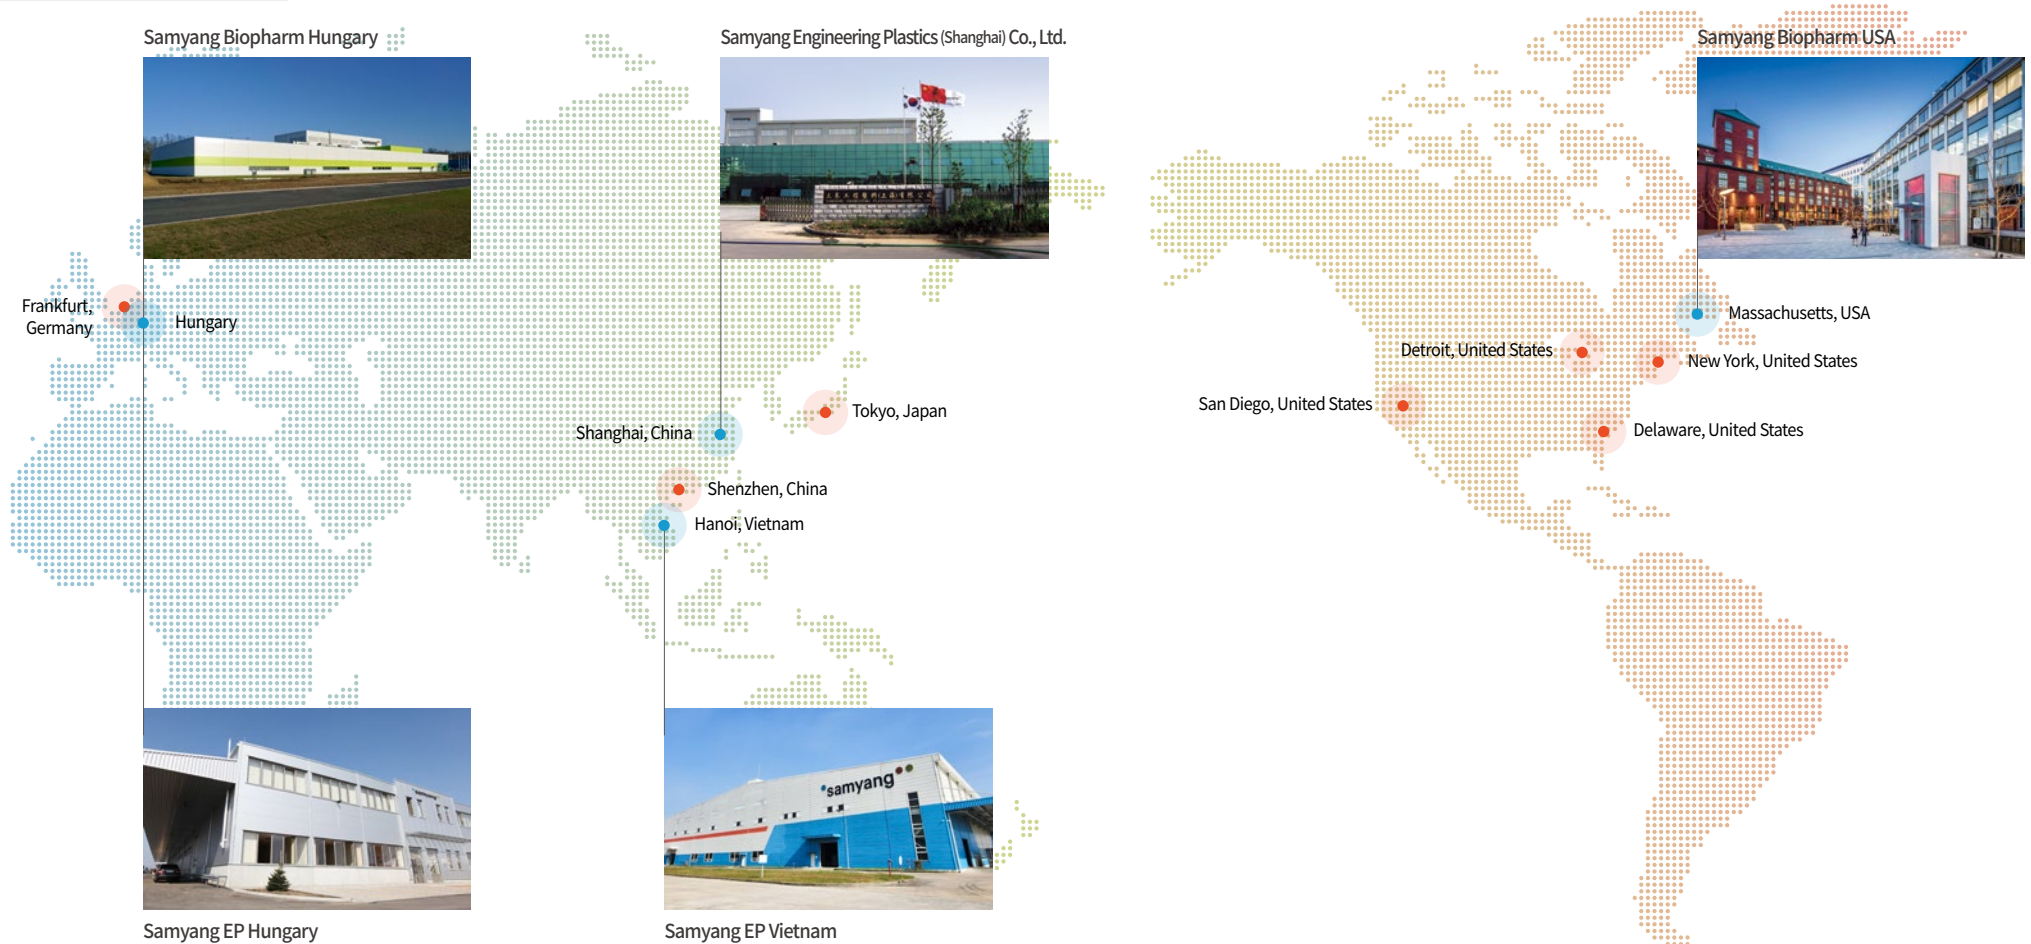 Samyang Biopharm Hungary
Samyang Engineering Plastics (Shanghai) Co., Ltd.
Samyang Biopharm USA
Frankfurt,
Germany
Hungary
Massachusetts, USA
Detroit, United States
New York, United States
San Diego, United States
Tokyo, Japan
Delaware, United States
Shanghai, China
Shenzhen, China
Hanoi, Vietnam
samyang
Samyang EP Hungary
Samyang EP Vietnam